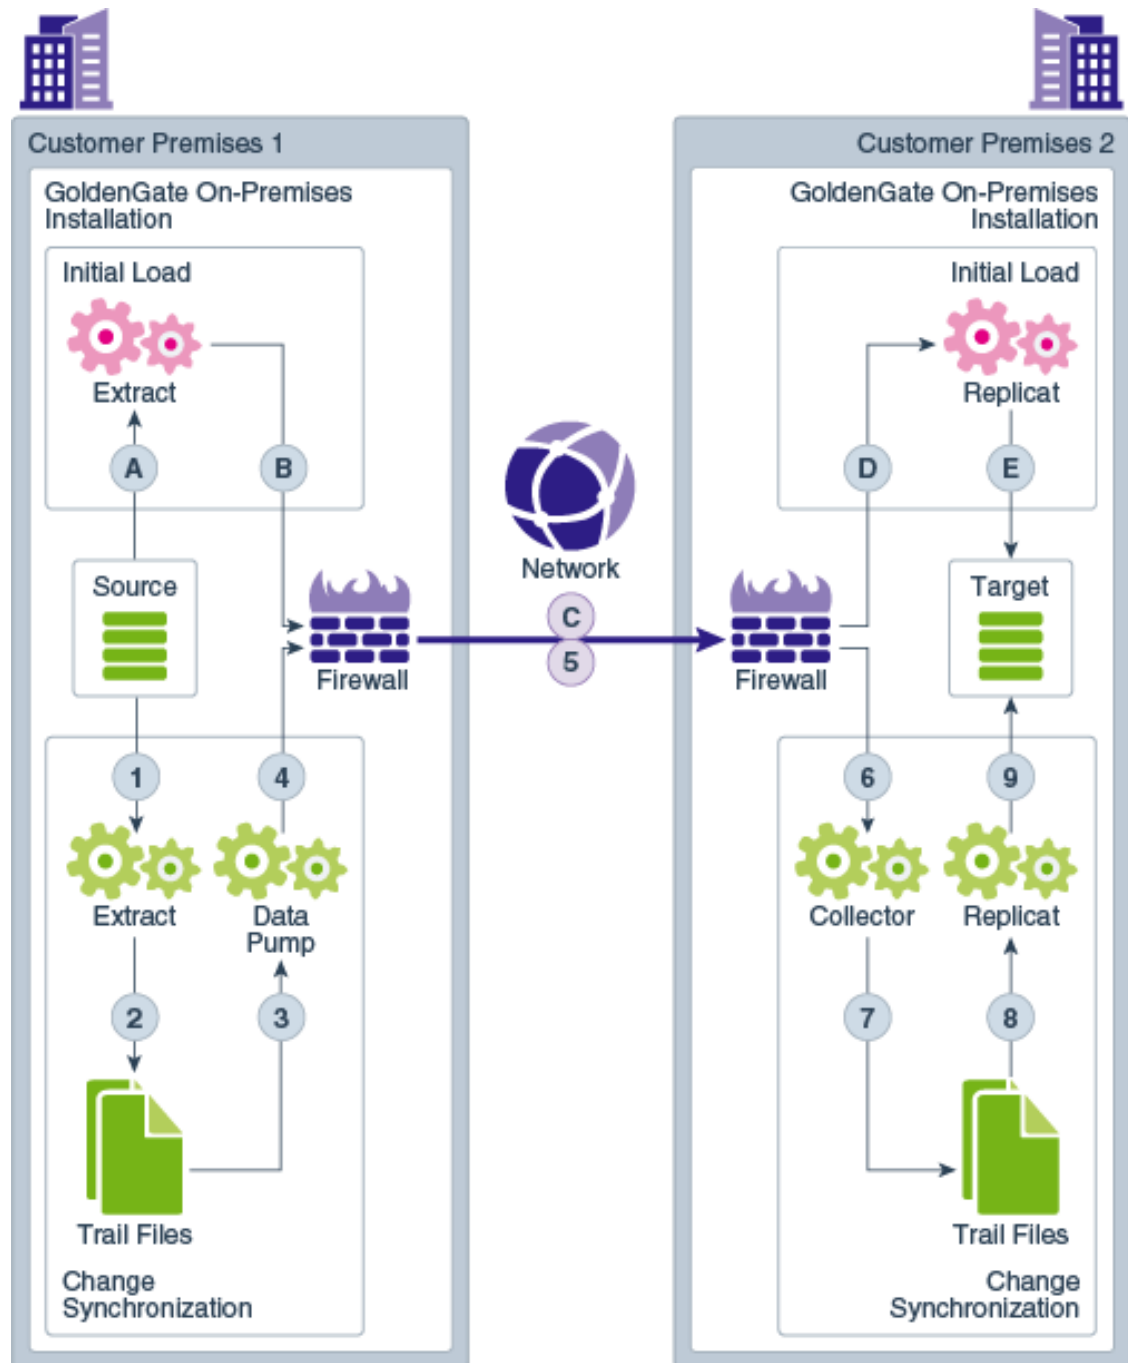 Customer Premises 1
GoldenGate On-Premises
Installation
Initial Load
Extract
A
B
Source
Firewall
1
4
Extract
Data
Pump
2
3
Trail Files
Change
Synchronization
Network
C
5
Customer Premises 2
GoldenGate On-Premises
Installation
Initial Load
Replicat
D
E
Firewall
Target
6
9
Collector
Replicat
7
8
Trail Files
Change
Synchronization